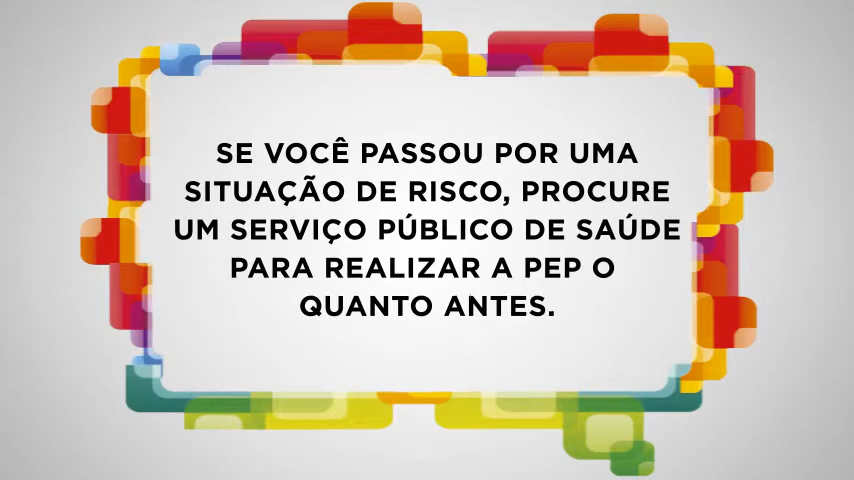 SE VOCÊ PASSOU POR UMA
SITUAÇÃO DE RISCO, PROCURE
UM SERVIÇO PÚBLICO DE SAÚDE
PARA REALIZAR A PEP O
QUANTO ANTES.